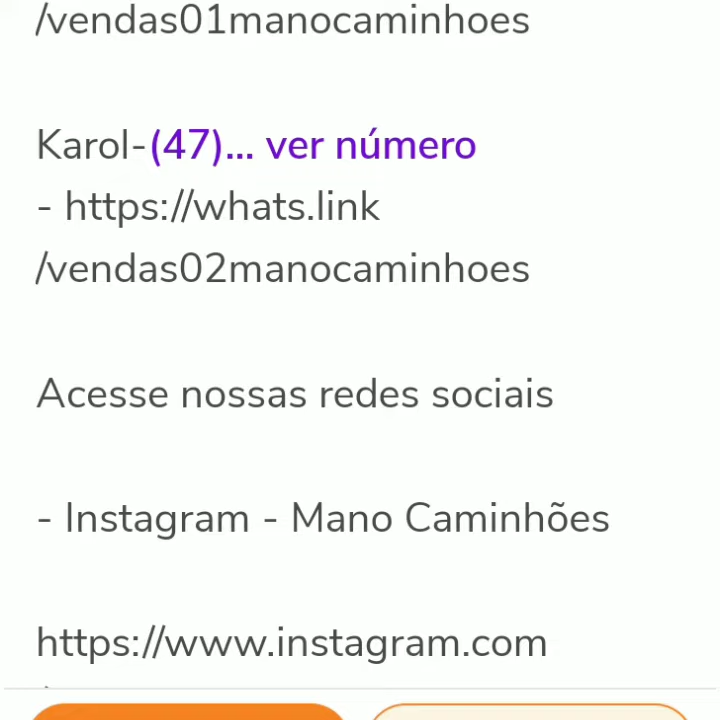 /vendas01manocaminhoes
Karol-(47)... ver número
- https://whats.link
/vendas02manocaminhoes
Acesse nossas redes sociais
- Instagram - Mano Caminhões
https://www.instagram.com